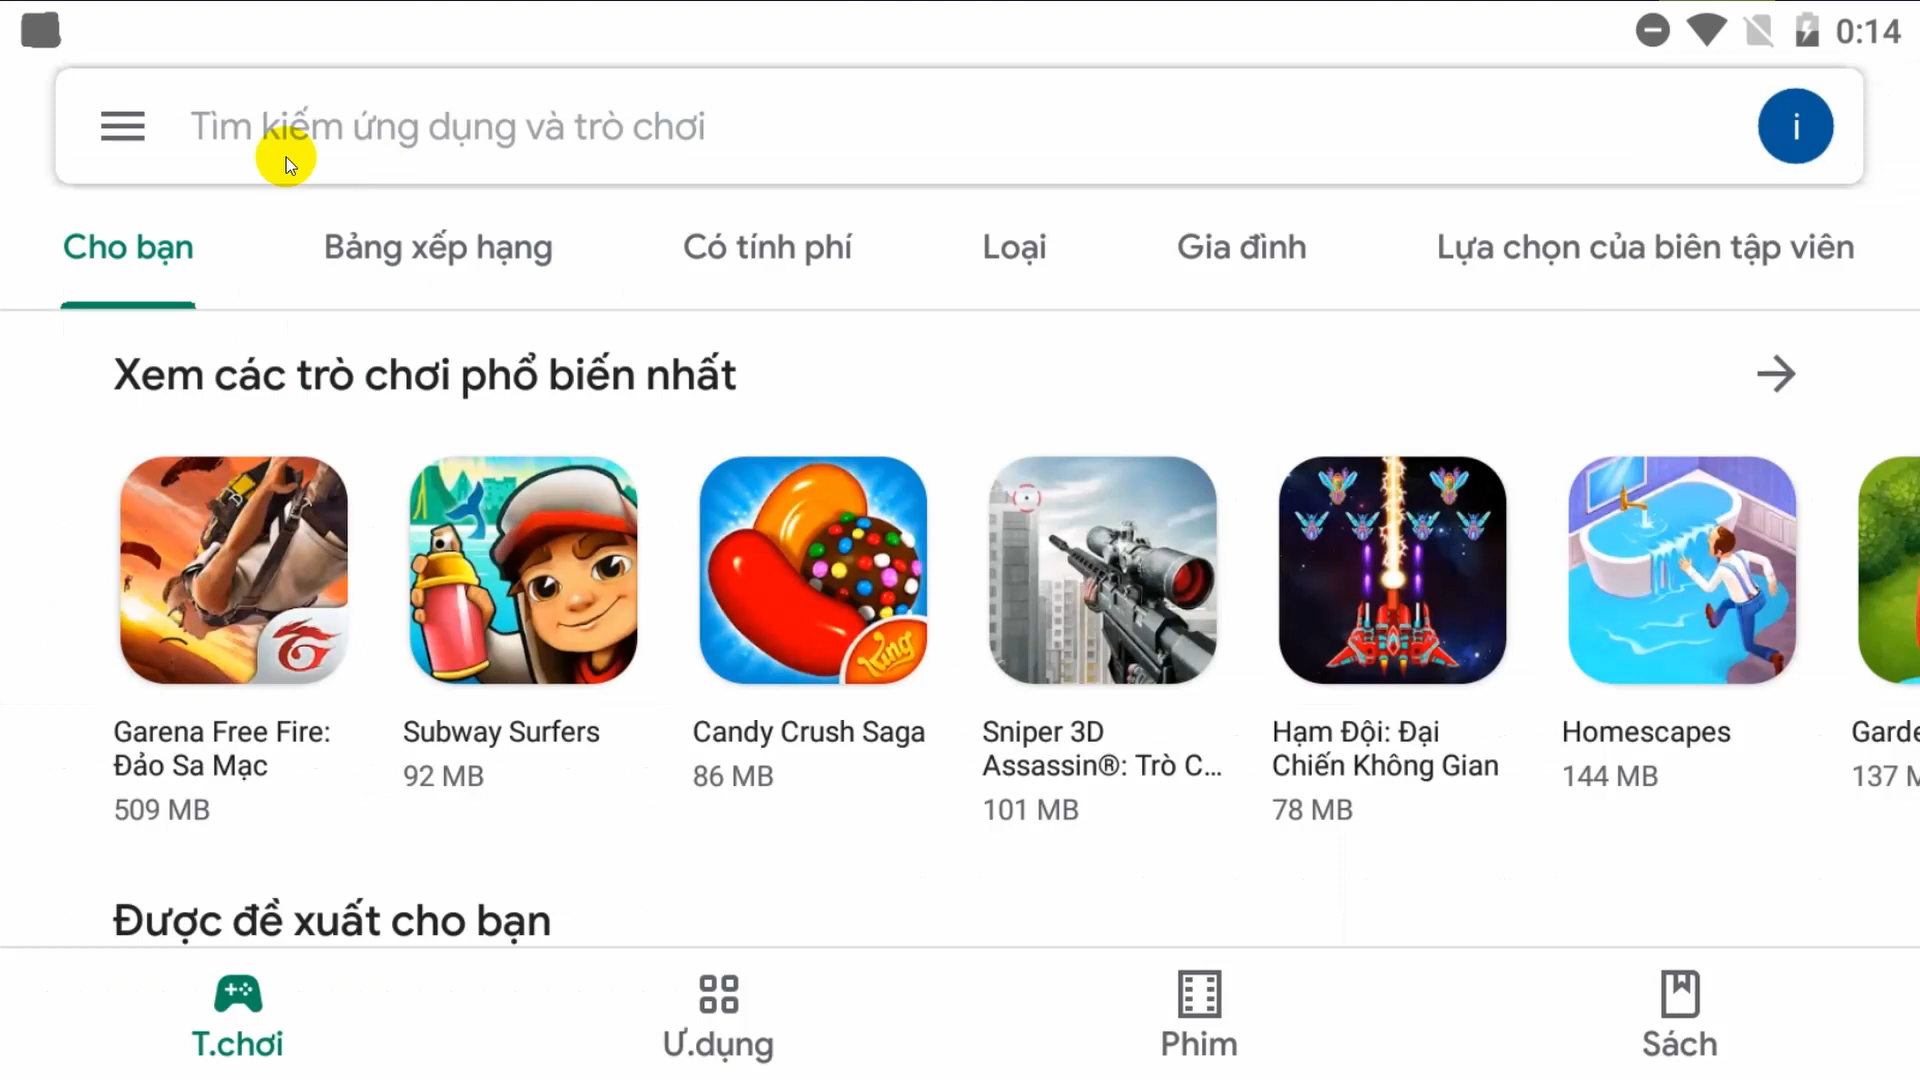 0:14
Tìm kiếm ứng dụng và trò chơi
i
Cho bạn
Bảng xếp hạng
Có tính phí
Loại
Gia đình
Lựa chọn của biên tập viên
Xem các trò chơi phổ biến nhất
King
Garena Free Fire:
Đảo Sa Mạc
509 MB
Subway Surfers
92 MB
Candy Crush Saga
86 MB
Sniper 3D
Assassin®: Trò C...
101 MB
Hạm Đội: Đại
Chiến Không Gian
78 MB
Homescapes
144 MB
Garde
137 M
Được đề xuất cho bạn
T.chơi
Ư.dụng
Phim
Sách